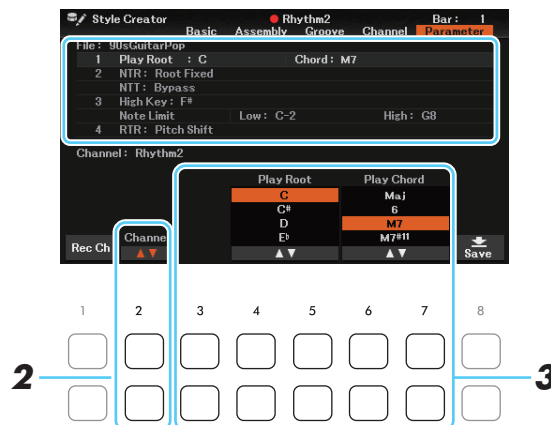 Style Creator Rhythm2 Bar: 1
Basic Assembly Groove Channel Parameter
File: 90sGuitarPop
1 Play Root : C Chord: M7
2 NTR: Root Fixed
NTT: Bypass
3 High Key: F#
Note Limit Low: C-2 High: G8
4 RTR: Pitch Shift
Channel: Rhythm2
Play Root Play Chord
C Maj
C# 6
D M7
E♭ M7#11
Rec Ch Channel ▲▼ ▲▼ ▲▼ Save
1 2 3 4 5 6 7 8
2 3